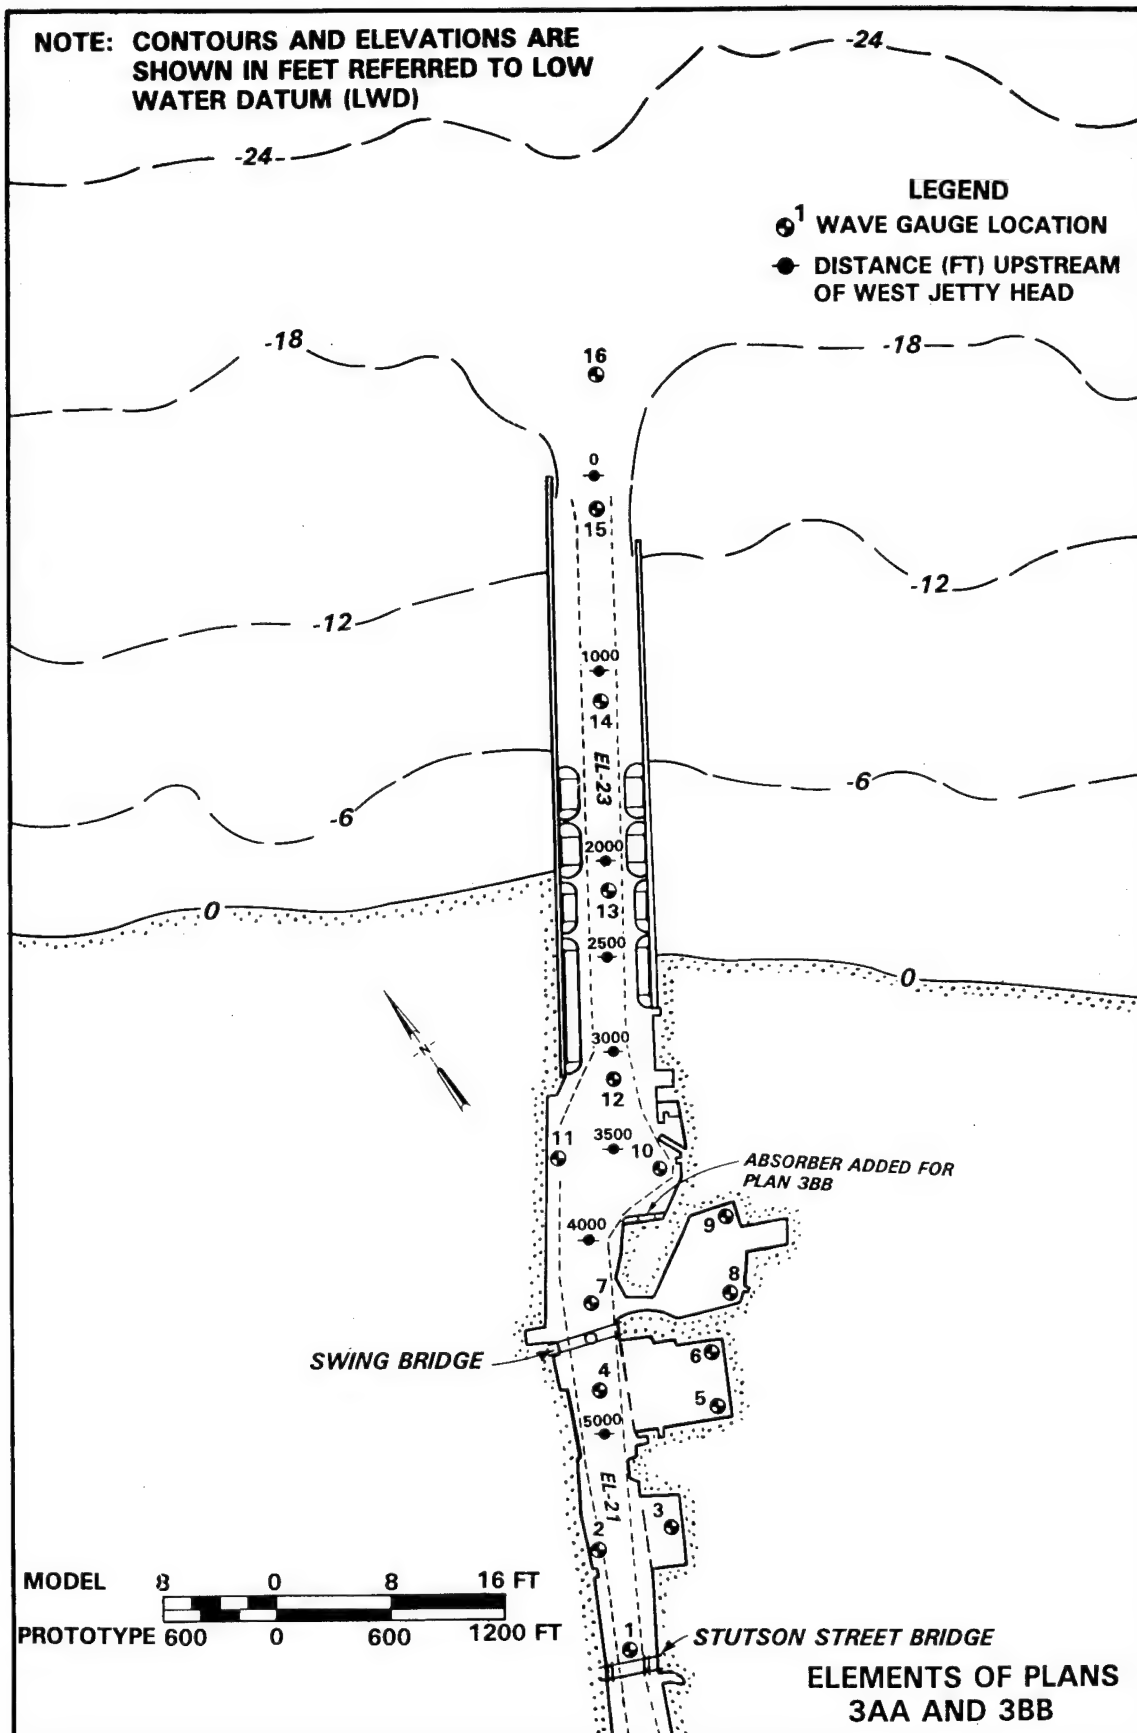 NOTE: CONTOURS AND ELEVATIONS ARE
SHOWN IN FEET REFERRED TO LOW
WATER DATUM (LWD)
-24
-24
LEGEND
1 WAVE GAUGE LOCATION
DISTANCE (FT) UPSTREAM
OF WEST JETTY HEAD
-18
-18
16
0
15
-12
-12
1000
14
EL-23
-6
-6
2000
13
0
2500
0
3000
N
12
11
3500
10
ABSORBER ADDED FOR
PLAN 3BB
9
4000
8
7
SWING BRIDGE
6
4
5
5000
EL-21
3
2
MODEL 8 0 8 16 FT
PROTOTYPE 600 0 600 1200 FT
1
STUTSON STREET BRIDGE
ELEMENTS OF PLANS
3AA AND 3BB